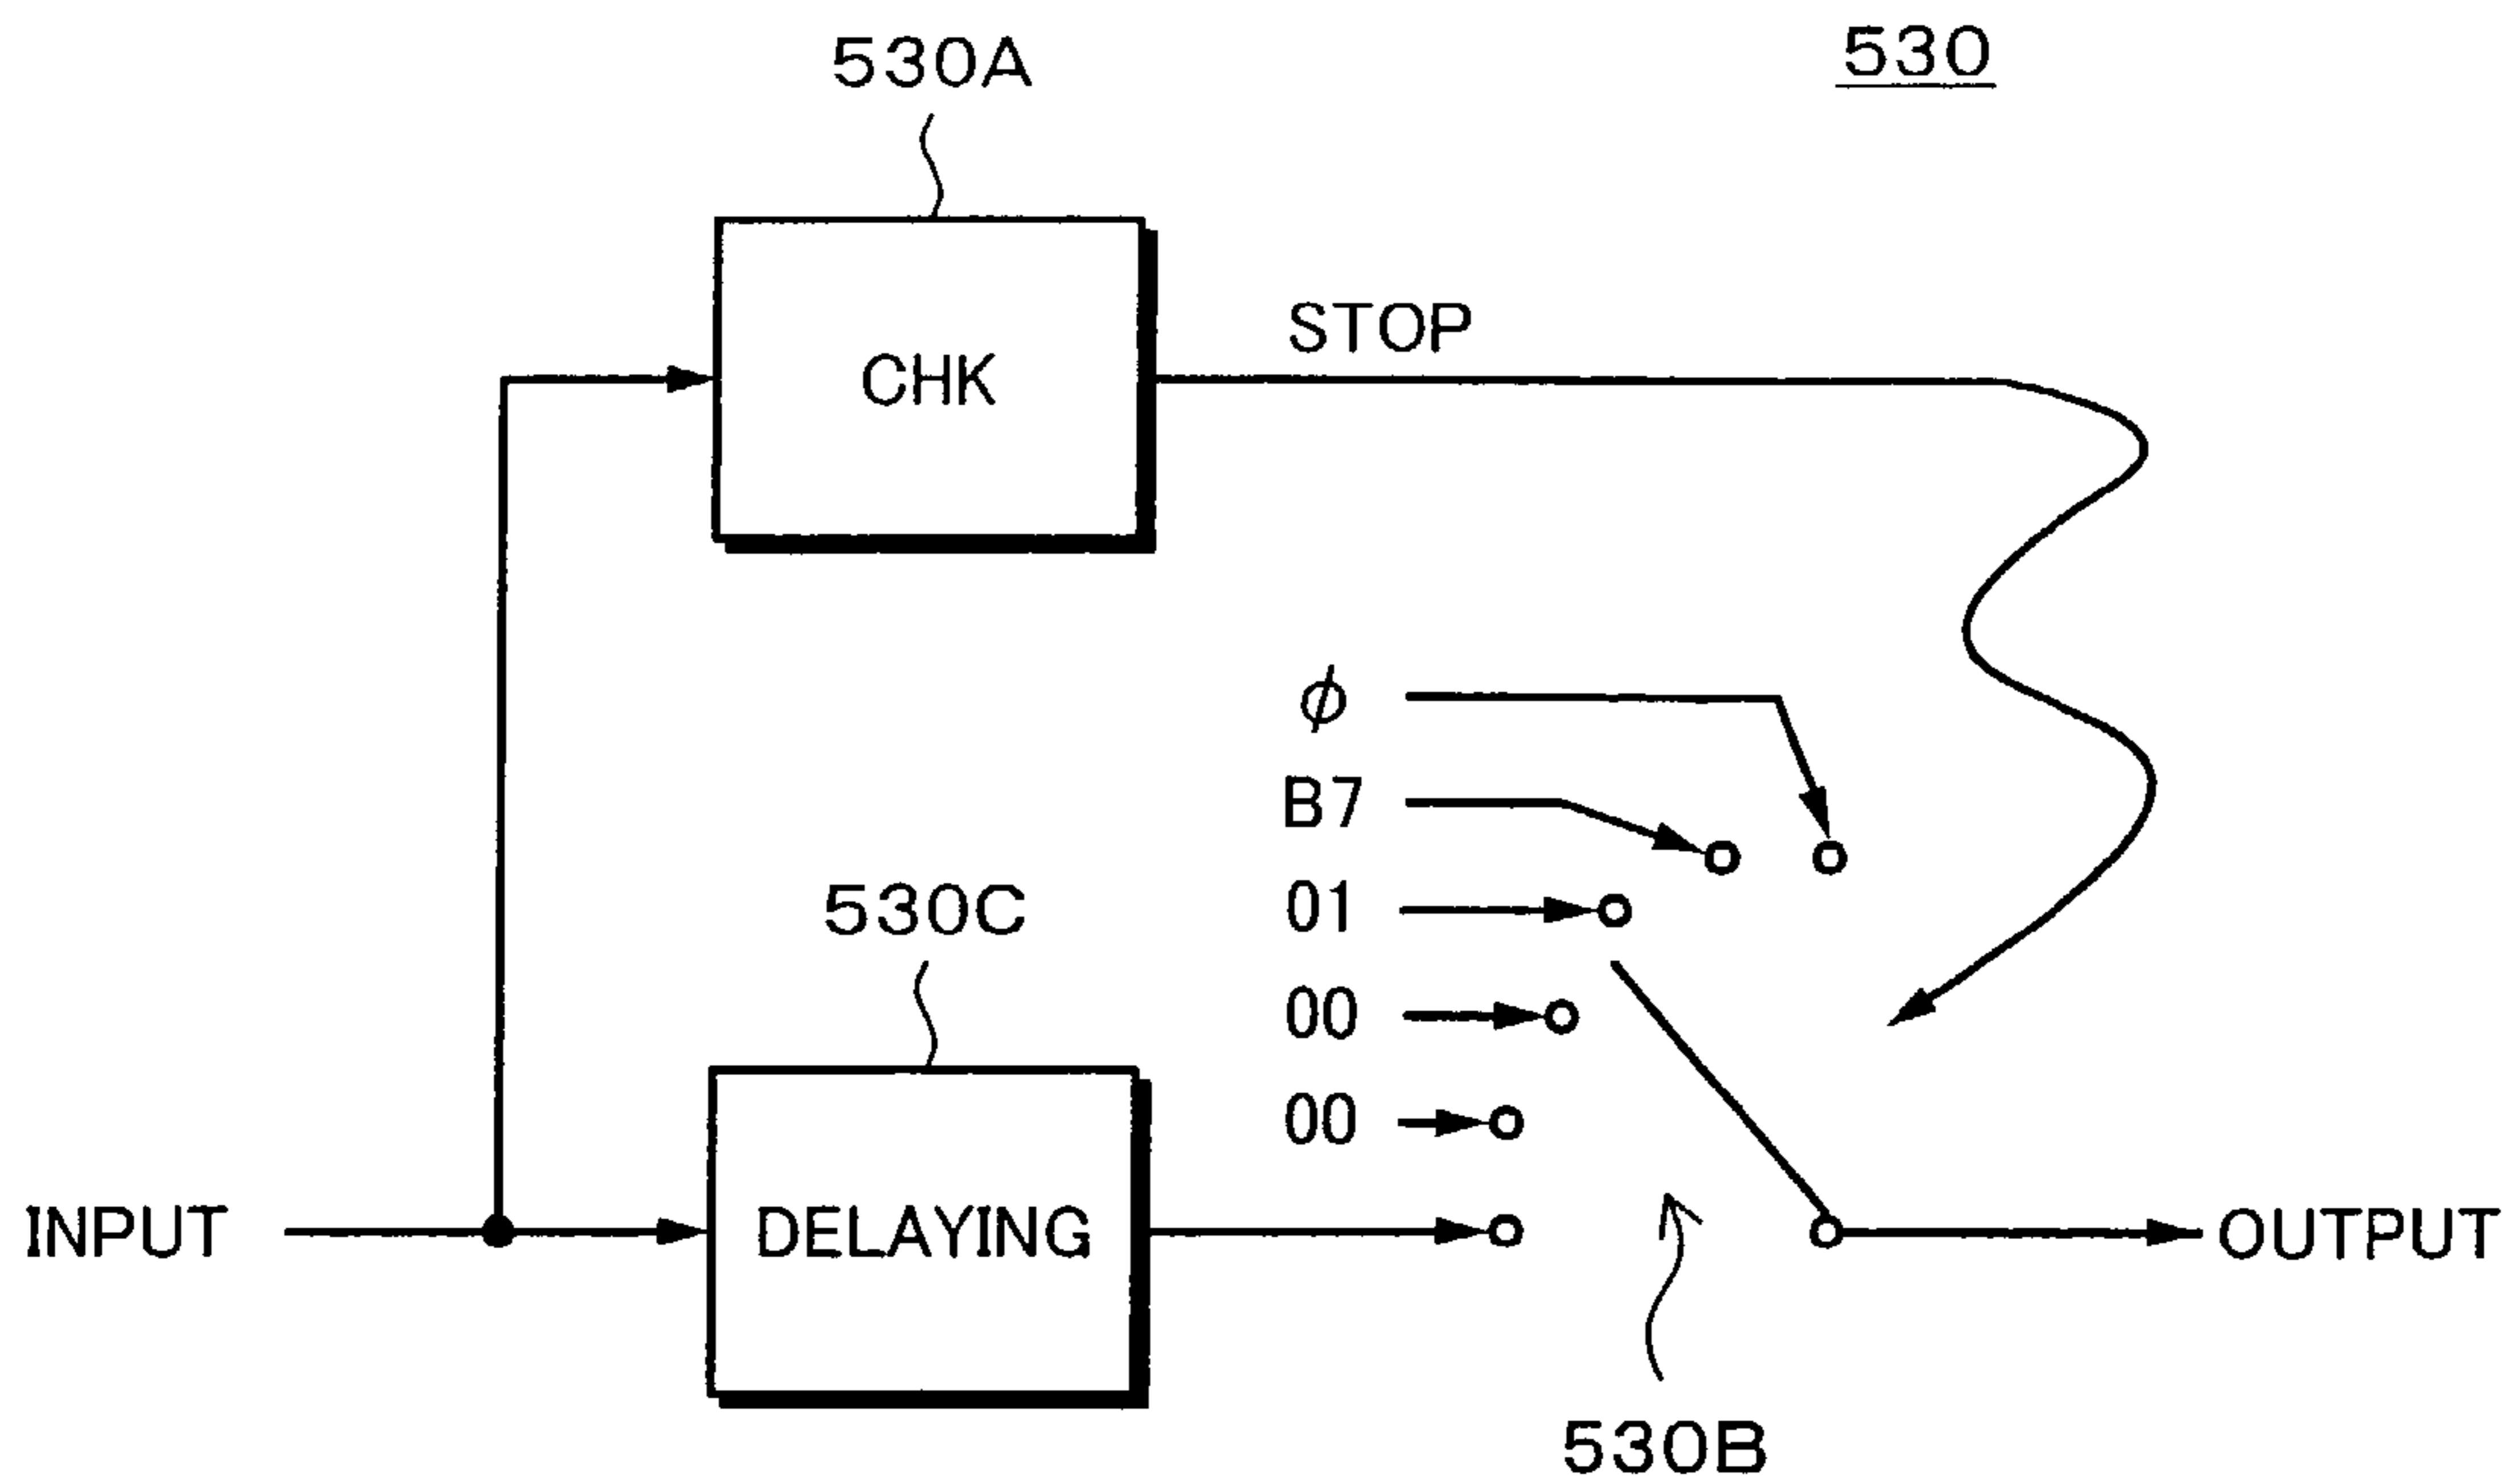 530A
530
STOP
CHK
ϕ
B7
01
530C
00
00
INPUT
DELAYING
OUTPUT
530B